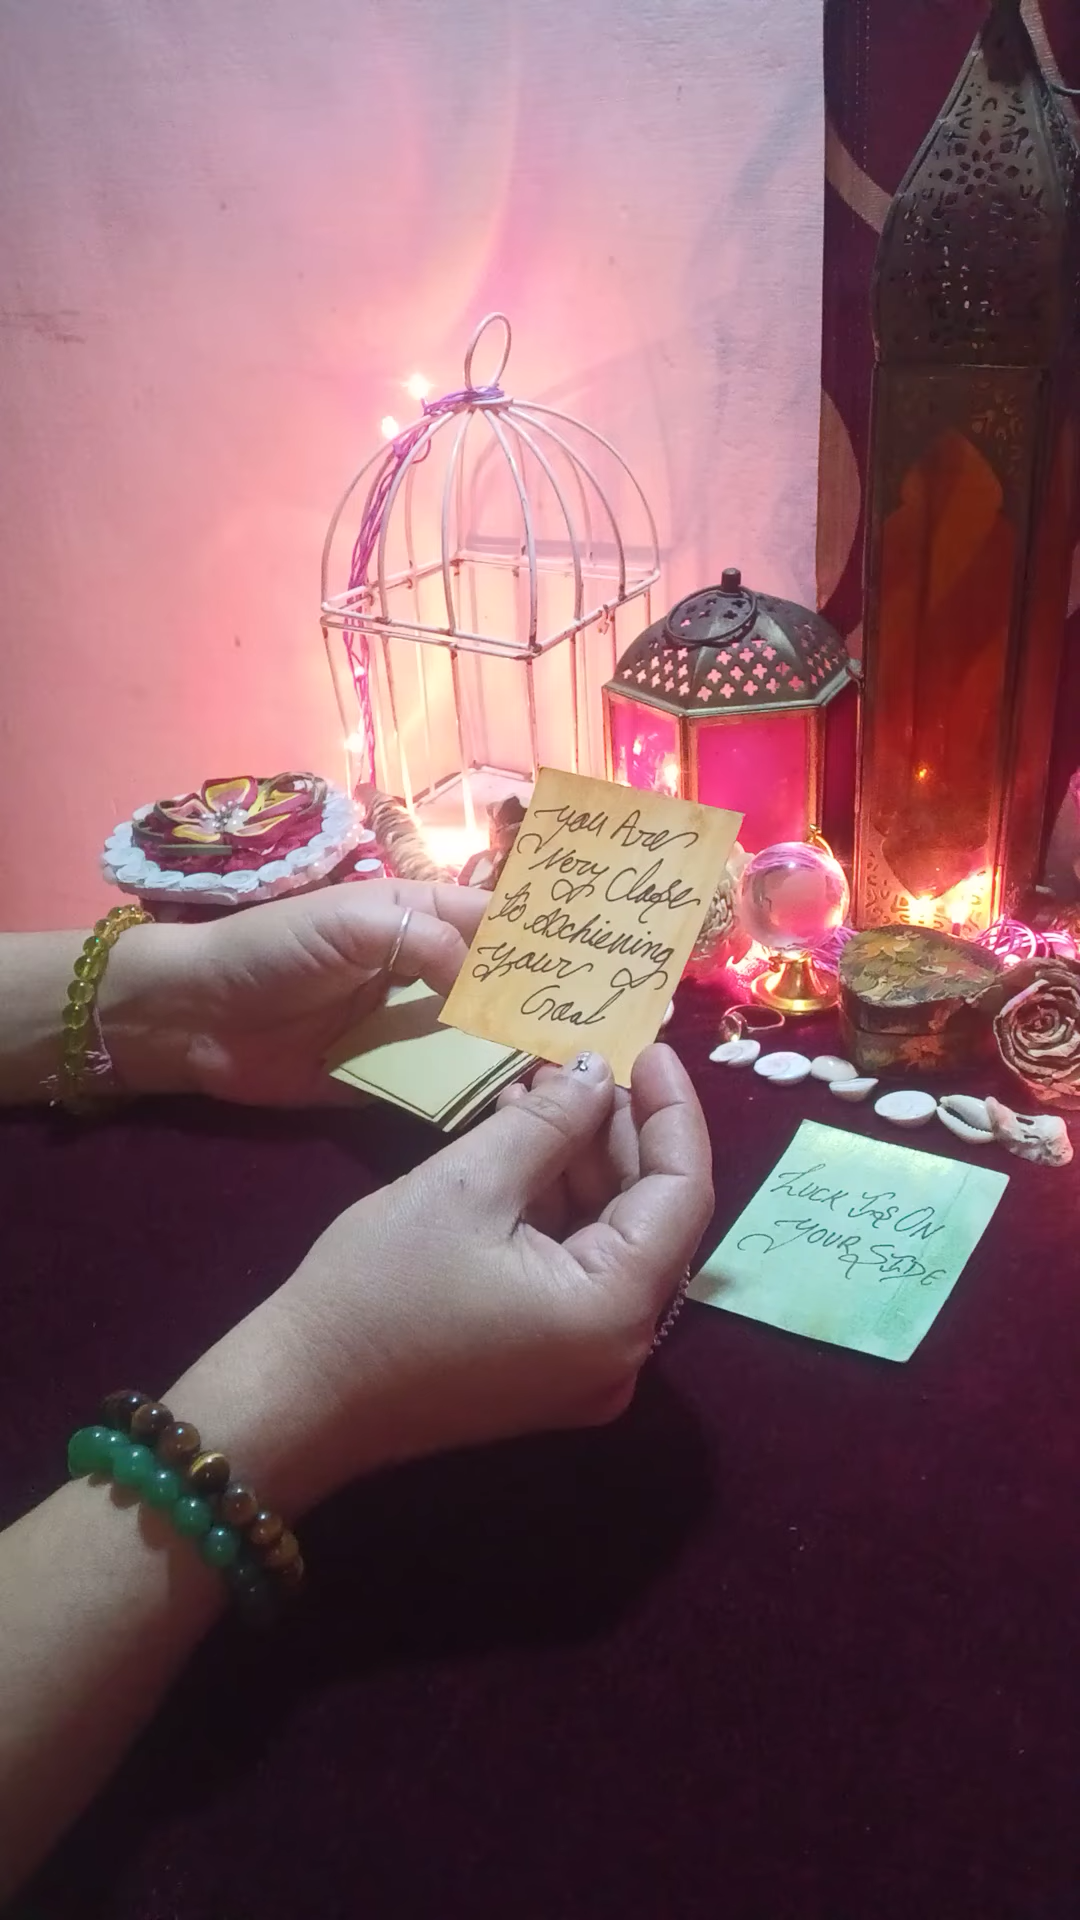 You Are
Very Close
to Achieving
Your
Goal
LUCK Is ON
YOUR SIDE